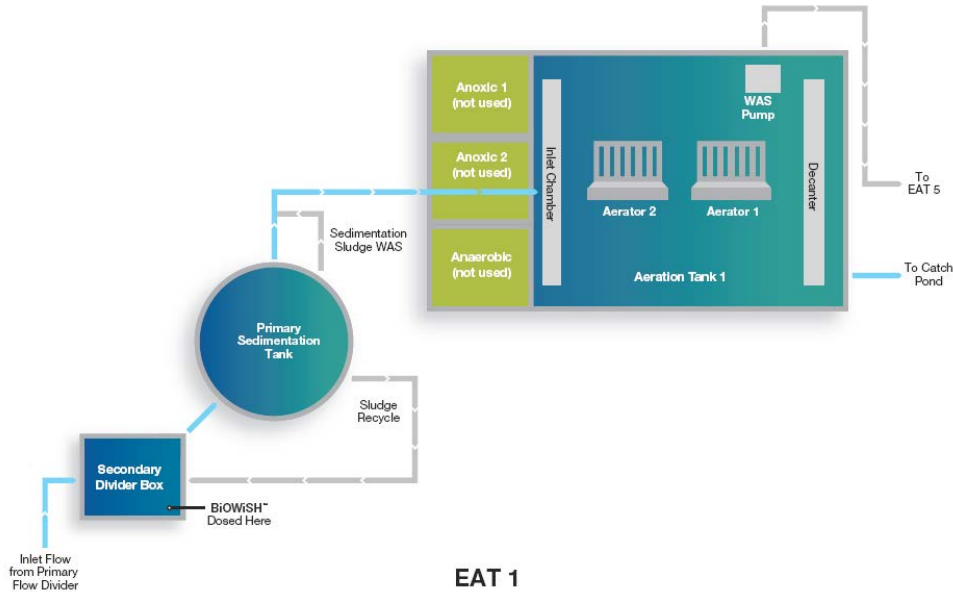 Anoxic 1
(not used)
Anoxic 2
(not used)
Anaerobic
(not used)
Inlet Chamber
WAS
Pump
Aerator 2
Aerator 1
Decanter
Aeration Tank 1
To
EAT 5
To Catch
Pond
Sedimentation
Sludge WAS
Primary
Sedimentation
Tank
Sludge
Recycle
Secondary
Divider Box
BiOWiSH™
Dosed Here
Inlet Flow
from Primary
Flow Divider
EAT 1